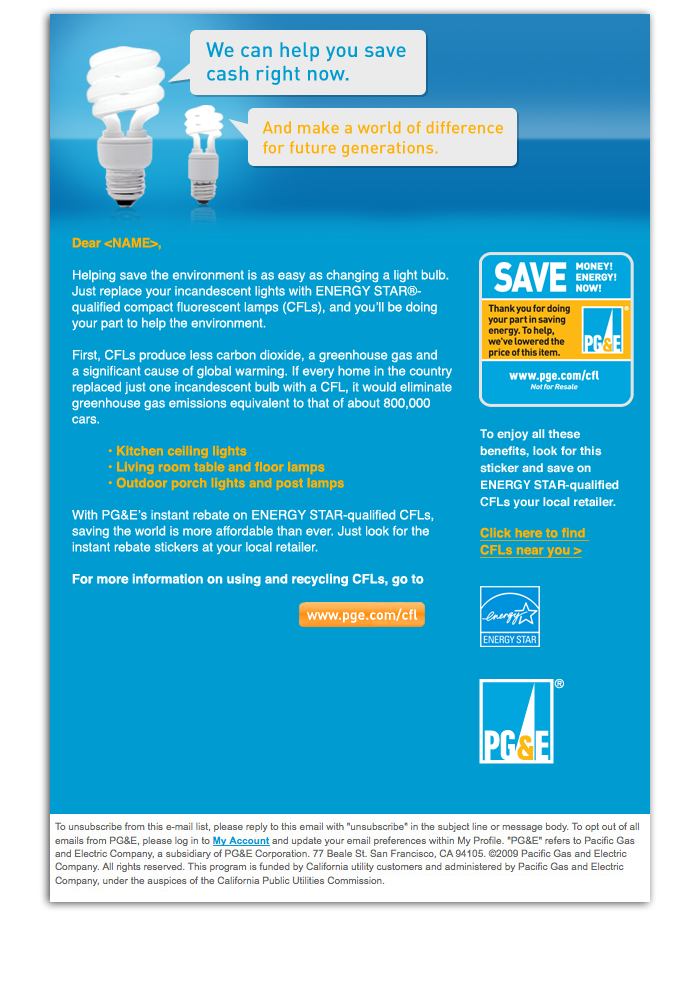 We can help you save
cash right now.
And make a world of difference
for future generations.
Dear <NAME>,
Helping save the environment is as easy as changing a light bulb.
Just replace your incandescent lights with ENERGY STAR®-
qualified compact fluorescent lamps (CFLs), and you'll be doing
your part to help the environment.
First, CFLs produce less carbon dioxide, a greenhouse gas and
a significant cause of global warming. If every home in the country
replaced just one incandescent bulb with a CFL, it would eliminate
greenhouse gas emissions equivalent to that of about 800,000
cars.
· Kitchen ceiling lights
· Living room table and floor lamps
· Outdoor porch lights and post lamps
With PG&E's instant rebate on ENERGY STAR-qualified CFLs,
saving the world is more affordable than ever. Just look for the
instant rebate stickers at your local retailer.
For more information on using and recycling CFLs, go to
www.pge.com/cfl
SAVE
MONEY!
ENERGY!
NOW!
Thank you for doing
your part in saving
energy. To help,
we've lowered the
price of this item.
PG&E®
www.pge.com/cfl
Not for Resale
To enjoy all these
benefits, look for this
sticker and save on
ENERGY STAR-qualified
CFLs your local retailer.
Click here to find
CFLs near you >
energy
ENERGY STAR
PG&E®
To unsubscribe from this e-mail list, please reply to this email with "unsubscribe" in the subject line or message body. To opt out of all
emails from PG&E, please log in to My Account and update your email preferences within My Profile. "PG&E" refers to Pacific Gas
and Electric Company, a subsidiary of PG&E Corporation. 77 Beale St. San Francisco, CA 94105. ©2009 Pacific Gas and Electric
Company. All rights reserved. This program is funded by California utility customers and administered by Pacific Gas and Electric
Company, under the auspices of the California Public Utilities Commission.